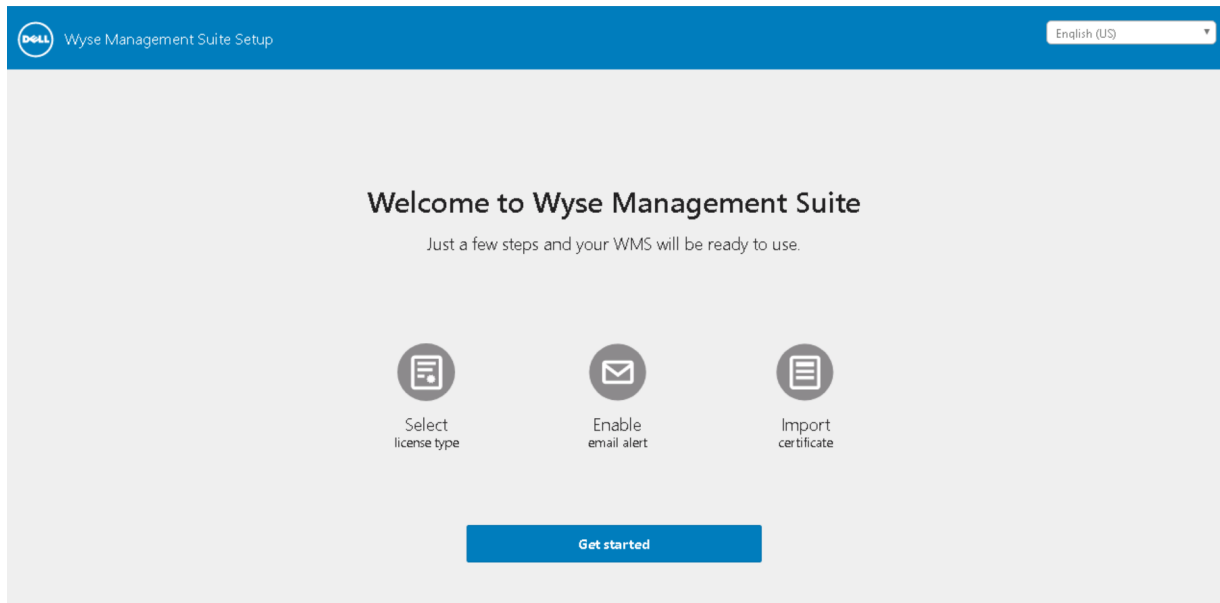 DELL
Wyse Management Suite Setup
English (US)
Welcome to Wyse Management Suite
Just a few steps and your WMS will be ready to use.
Select
license type
Enable
email alert
Import
certificate
Get started